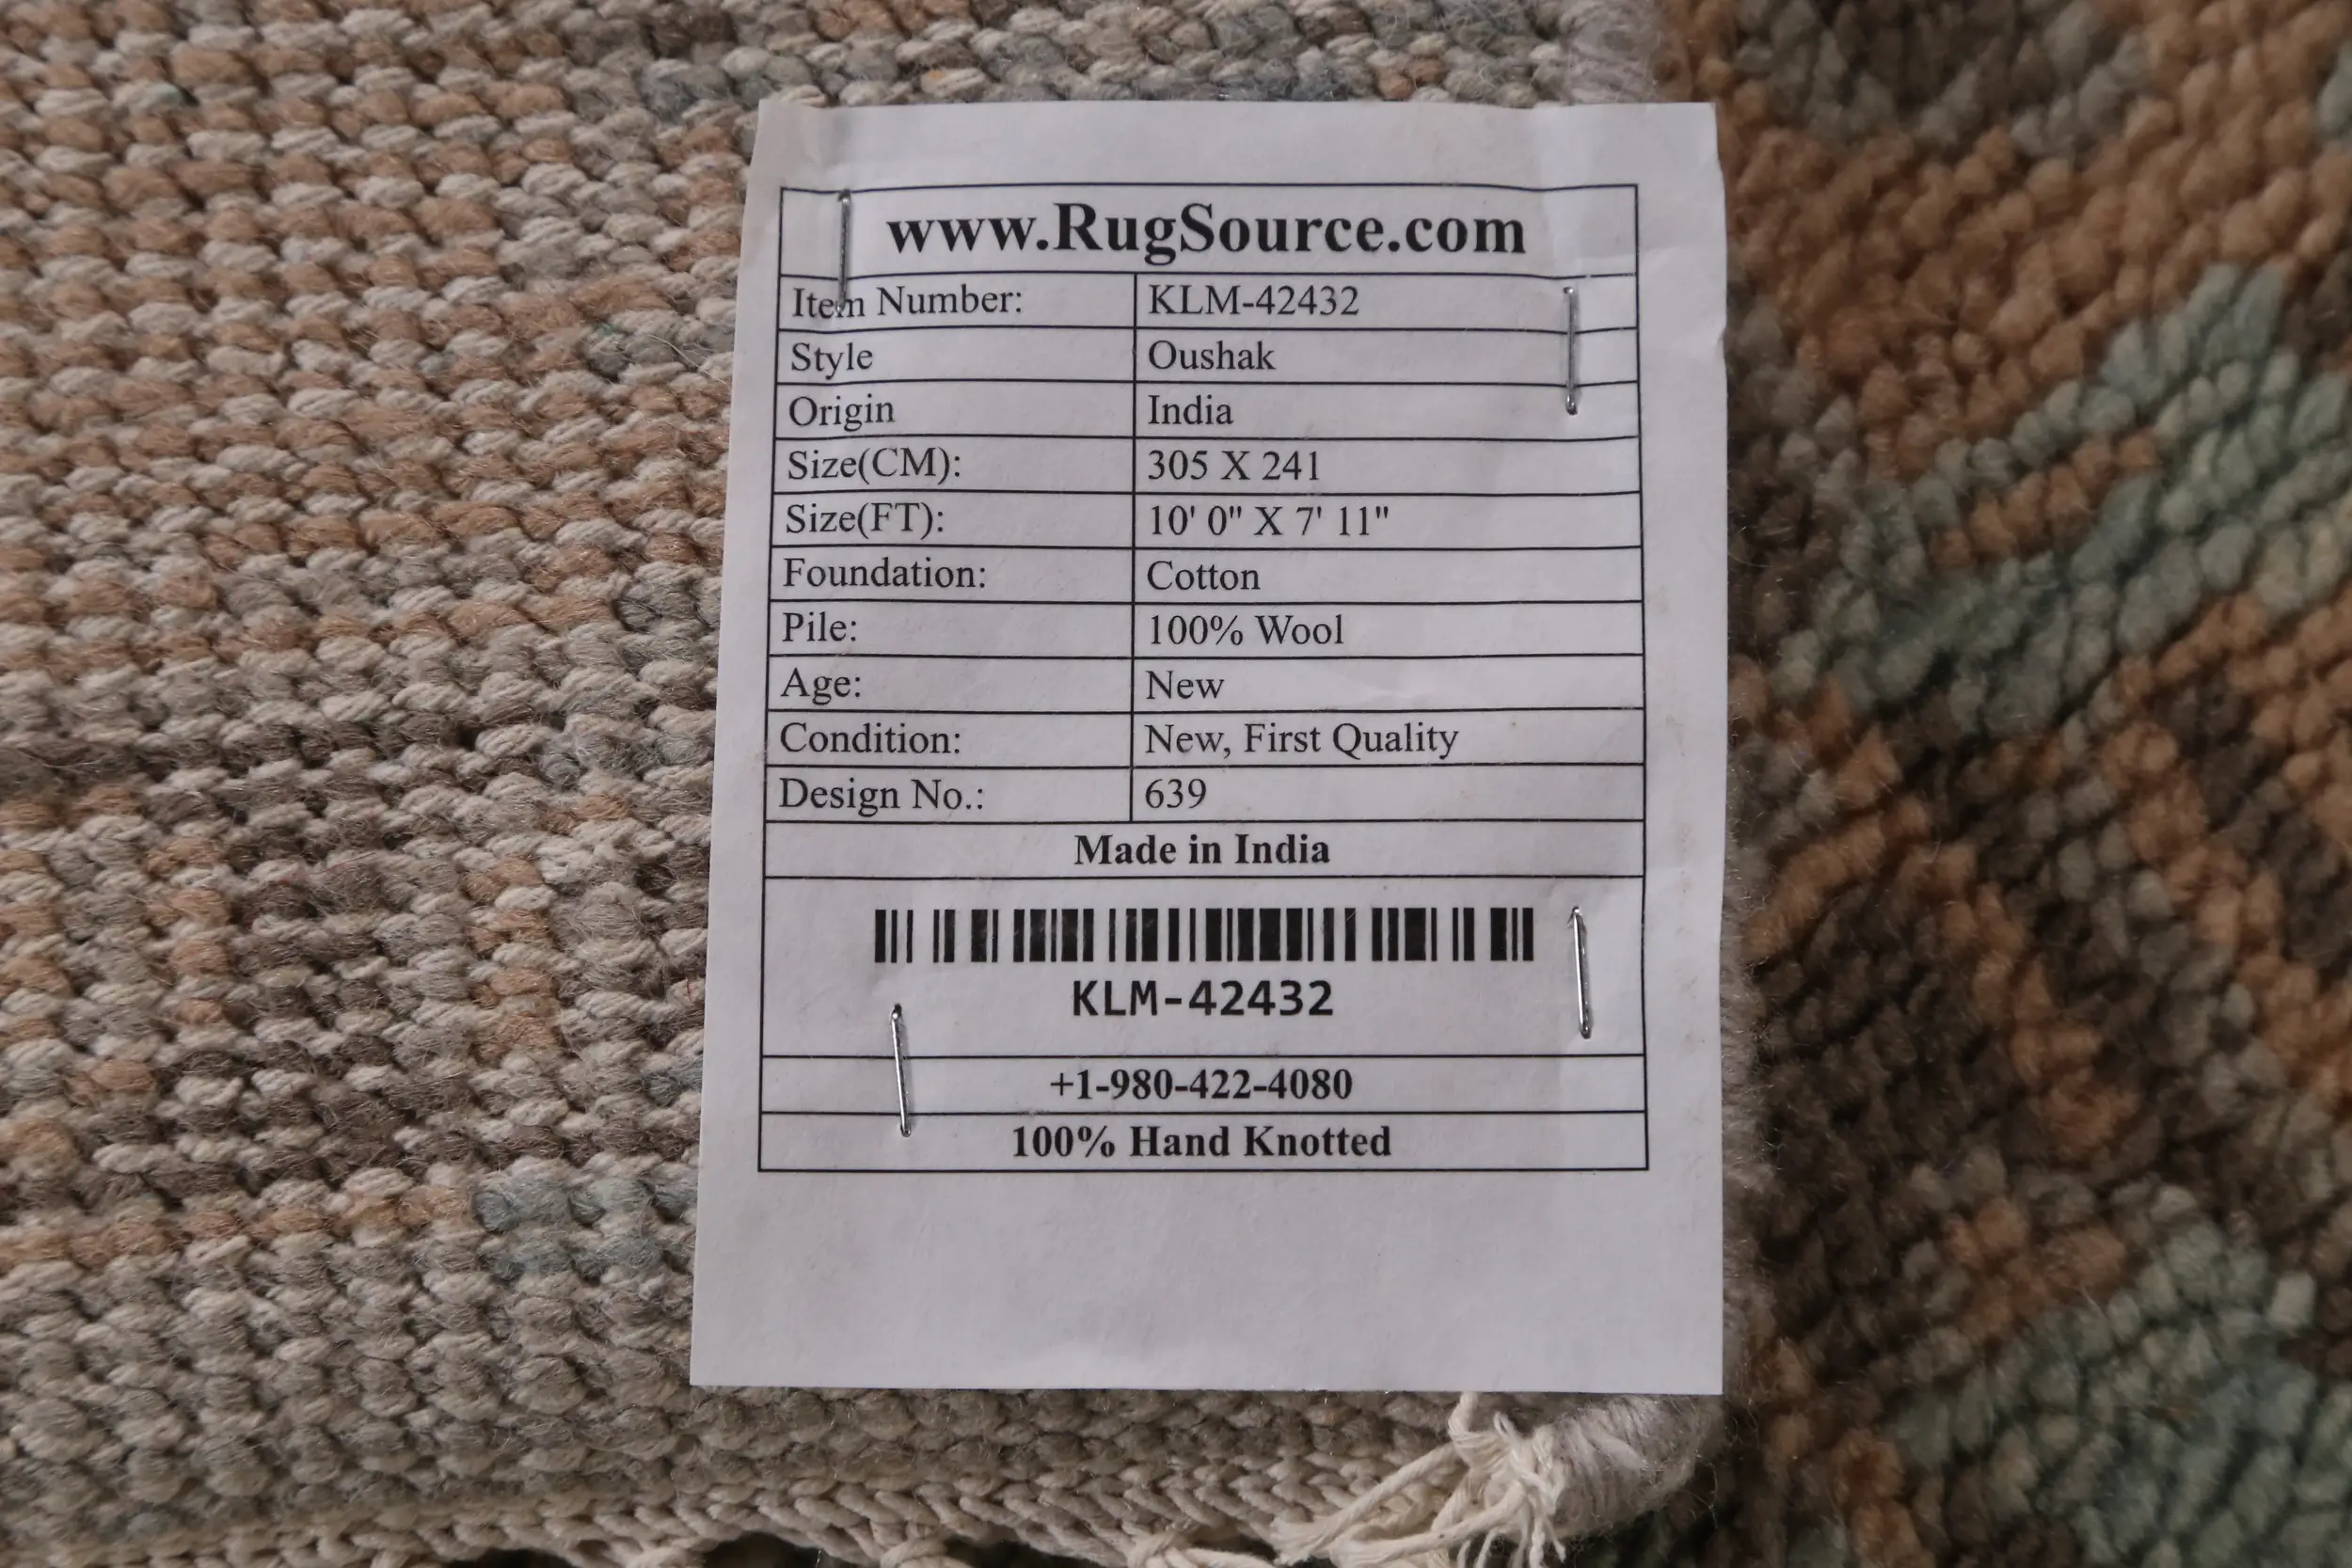 www.RugSource.com
Item Number: KLM-42432
Style Oushak
Origin India
Size(CM): 305 X 241
Size(FT): 10' 0" X 7' 11"
Foundation: Cotton
Pile: 100% Wool
Age: New
Condition: New, First Quality
Design No.: 639
Made in India
KLM-42432
+1-980-422-4080
100% Hand Knotted